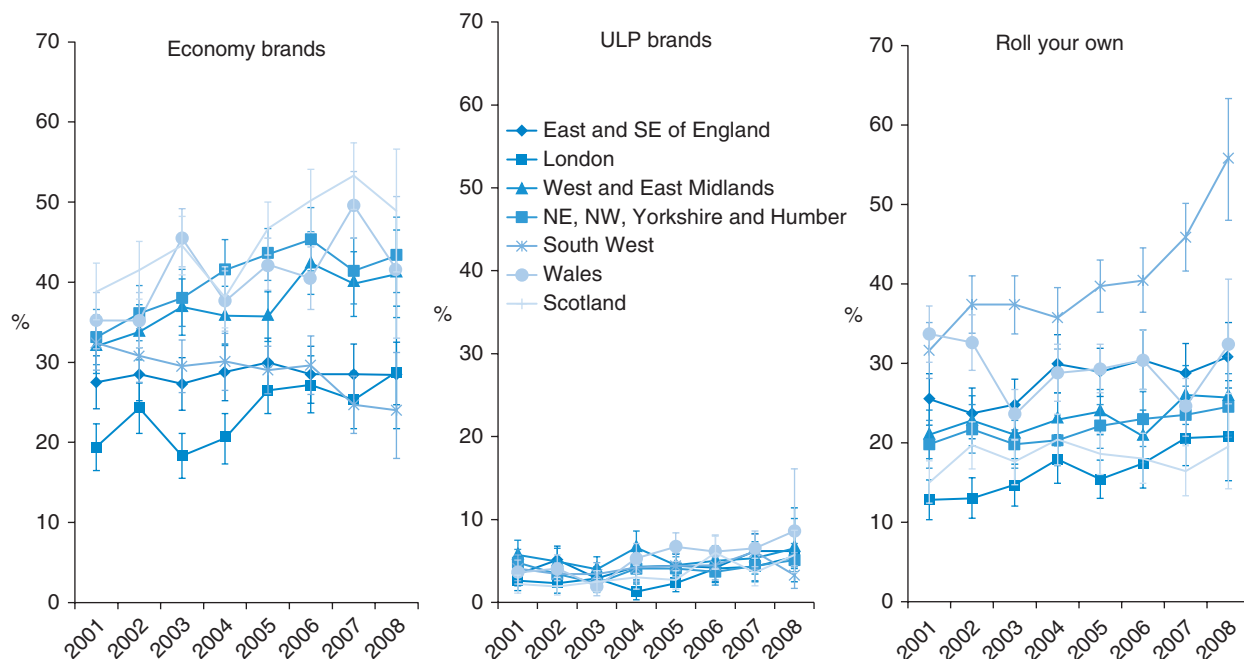 Economy brands
70
60
50
40
%
30
20
10
0
2001 2002 2003 2004 2005 2006 2007 2008
ULP brands
70
60
50
40
%
30
20
10
0
2001 2002 2003 2004 2005 2006 2007 2008
East and SE of England
London
West and East Midlands
NE, NW, Yorkshire and Humber
South West
Wales
Scotland
Roll your own
70
60
50
40
%
30
20
10
0
2001 2002 2003 2004 2005 2006 2007 2008